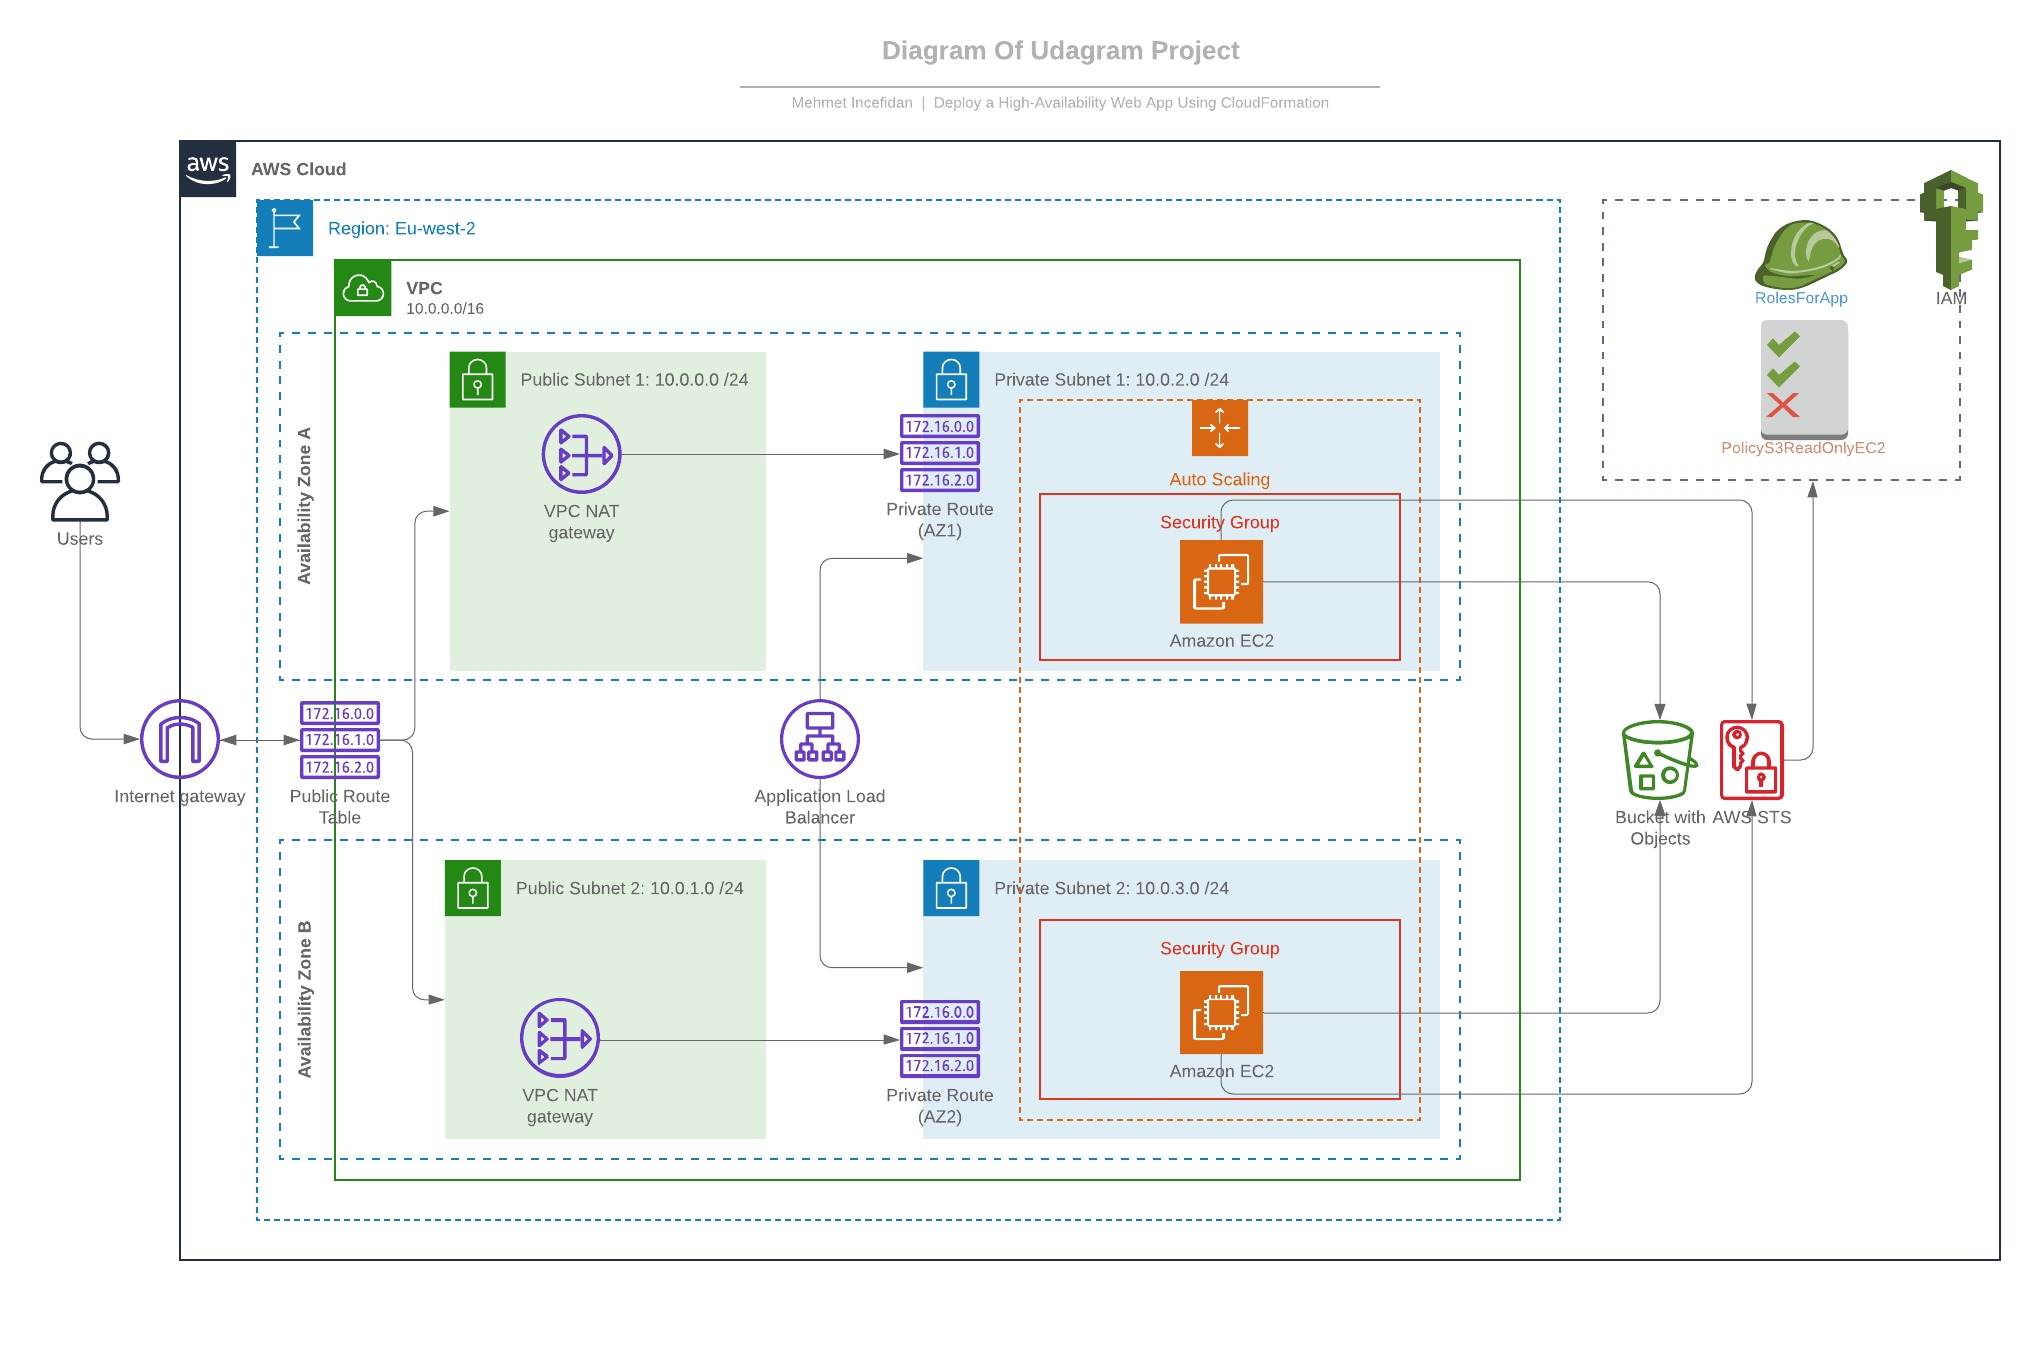 Diagram Of Udagram Project
Mehmet Incefidan | Deploy a High-Availability Web App Using CloudFormation
aws
AWS Cloud
Region: Eu-west-2
VPC
10.0.0.0/16
RolesForApp
IAM
PolicyS3ReadOnlyEC2
Availability Zone A
Public Subnet 1: 10.0.0.0 /24
VPC NAT
gateway
Private Subnet 1: 10.0.2.0 /24
172.16.0.0
172.16.1.0
172.16.2.0
Private Route
(AZ1)
Auto Scaling
Security Group
Amazon EC2
Users
Internet gateway
172.16.0.0
172.16.1.0
172.16.2.0
Public Route
Table
Application Load
Balancer
Bucket with
Objects
AWS STS
Availability Zone B
Public Subnet 2: 10.0.1.0 /24
VPC NAT
gateway
Private Subnet 2: 10.0.3.0 /24
172.16.0.0
172.16.1.0
172.16.2.0
Private Route
(AZ2)
Security Group
Amazon EC2